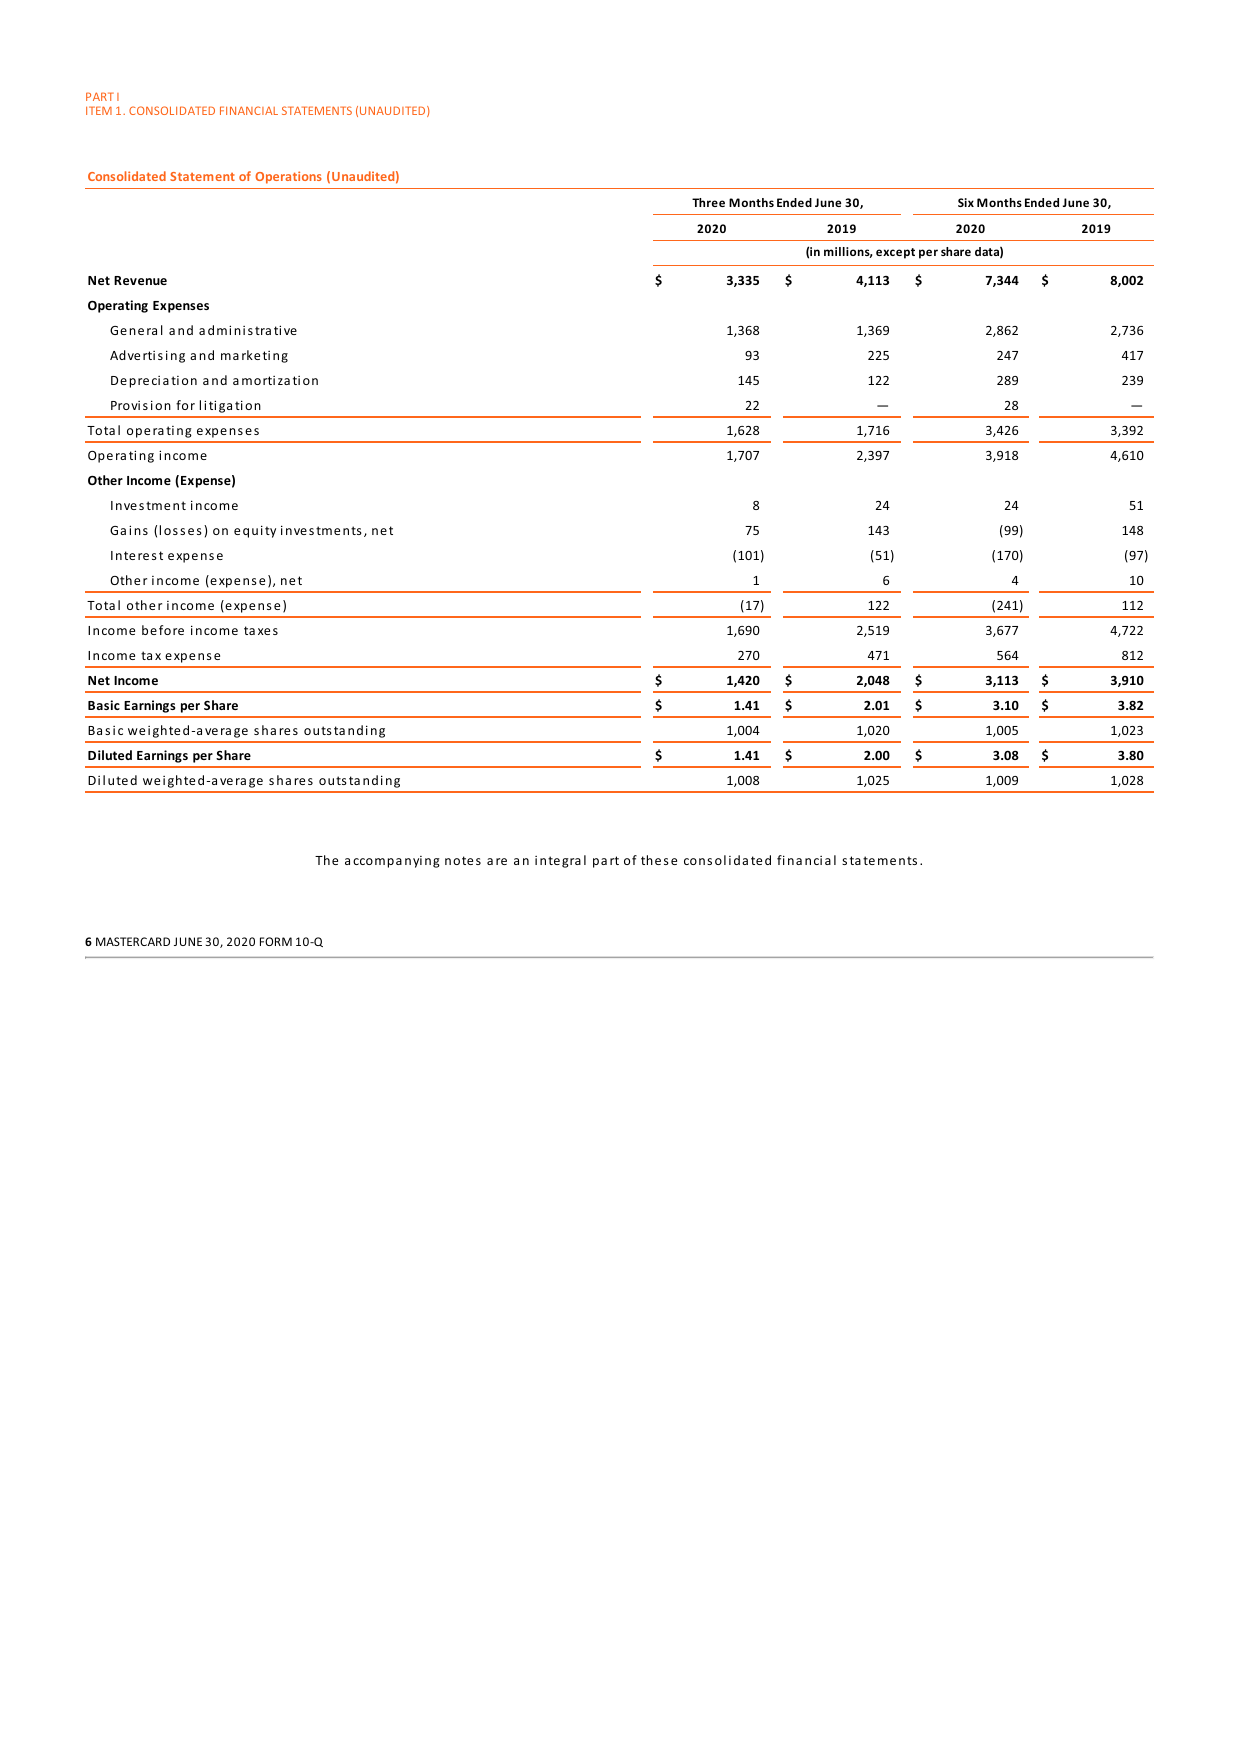 PART I
ITEM 1. CONSOLIDATED FINANCIAL STATEMENTS (UNAUDITED)
Consolidated Statement of Operations (Unaudited)
Three Months Ended June 30, Six Months Ended June 30,
2020 2019 2020 2019
(in millions, except per share data)
Net Revenue $ 3,335 $ 4,113 $ 7,344 $ 8,002
Operating Expenses
General and administrative 1,368 1,369 2,862 2,736
Advertising and marketing 93 225 247 417
Depreciation and amortization 145 122 289 239
Provision for litigation 22 — 28 —
Total operating expenses 1,628 1,716 3,426 3,392
Operating income 1,707 2,397 3,918 4,610
Other Income (Expense)
Investment income 8 24 24 51
Gains (losses) on equity investments, net 75 143 (99) 148
Interest expense (101) (51) (170) (97)
Other income (expense), net 1 6 4 10
Total other income (expense) (17) 122 (241) 112
Income before income taxes 1,690 2,519 3,677 4,722
Income tax expense 270 471 564 812
Net Income $ 1,420 $ 2,048 $ 3,113 $ 3,910
Basic Earnings per Share $ 1.41 $ 2.01 $ 3.10 $ 3.82
Basic weighted-average shares outstanding 1,004 1,020 1,005 1,023
Diluted Earnings per Share $ 1.41 $ 2.00 $ 3.08 $ 3.80
Diluted weighted-average shares outstanding 1,008 1,025 1,009 1,028
The accompanying notes are an integral part of these consolidated financial statements.
6 MASTERCARD JUNE 30, 2020 FORM 10-Q